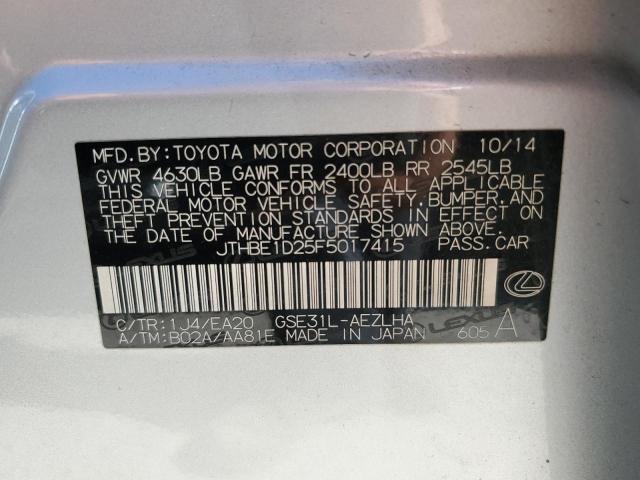 MFD. BY: TOYOTA MOTOR CORPORATION 10/14
GVWR 4630LB GAWR FR 2400LB RR 2545LB
THIS VEHICLE CONFORMS TO ALL APPLICABLE
FEDERAL MOTOR VEHICLE SAFETY, BUMPER, AND
THEFT PREVENTION STANDARDS IN EFFECT ON
THE DATE OF MANUFACTURE SHOWN ABOVE.
JTHBE1D25F5017415 PASS. CAR
C/TR: 1J4/EA20 GSE31L-AEZLHA
A/TM: B02A/AA81E MADE IN JAPAN 605 A
LEXUS